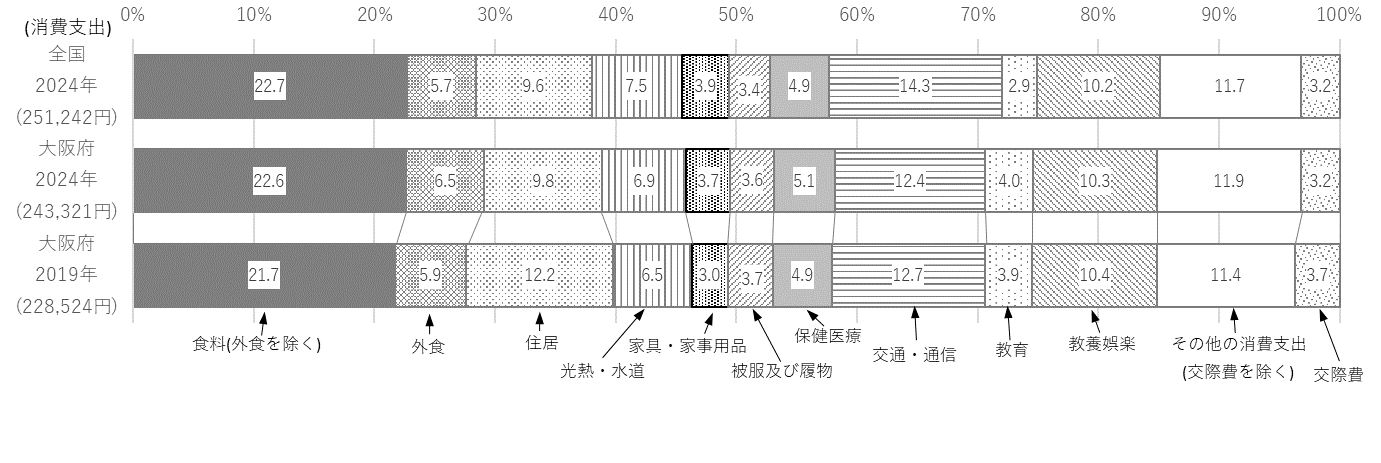 0% 10% 20% 30% 40% 50% 60% 70% 80% 90% 100%
(消費支出)
全国
2024年
(251,242円)
22.7 5.7 9.6 7.5 3.9 3.4 4.9 14.3 2.9 10.2 11.7 3.2
大阪府
2024年
(243,321円)
22.6 6.5 9.8 6.9 3.7 3.6 5.1 12.4 4.0 10.3 11.9 3.2
大阪府
2019年
(228,524円)
21.7 5.9 12.2 6.5 3.0 3.7 4.9 12.7 3.9 10.4 11.4 3.7
食料(外食を除く)
外食
住居
光熱・水道
家具・家事用品
被服及び履物
保健医療
交通・通信
教育
教養娯楽
その他の消費支出
(交際費を除く)
交際費